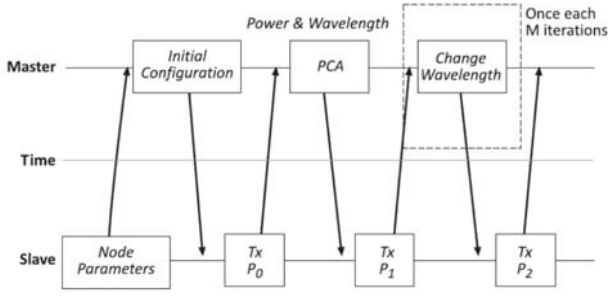 Power & Wavelength
Once each
M iterations
Master
Initial
Configuration
PCA
Change
Wavelength
Time
Slave
Node
Parameters
Tx
P0
Tx
P1
Tx
P2